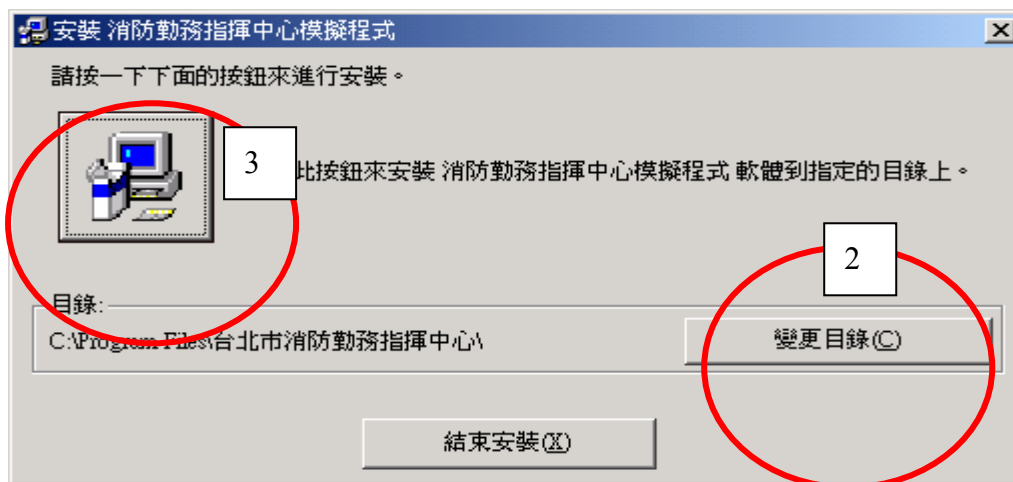 安裝 消防勤務指揮中心模擬程式
請按一下下面的按鈕來進行安裝。
3
此按鈕來安裝 消防勤務指揮中心模擬程式 軟體到指定的目錄上。
2
目錄:
C:\Program Files\台北市消防勤務指揮中心\
變更目錄(C)
結束安裝(X)